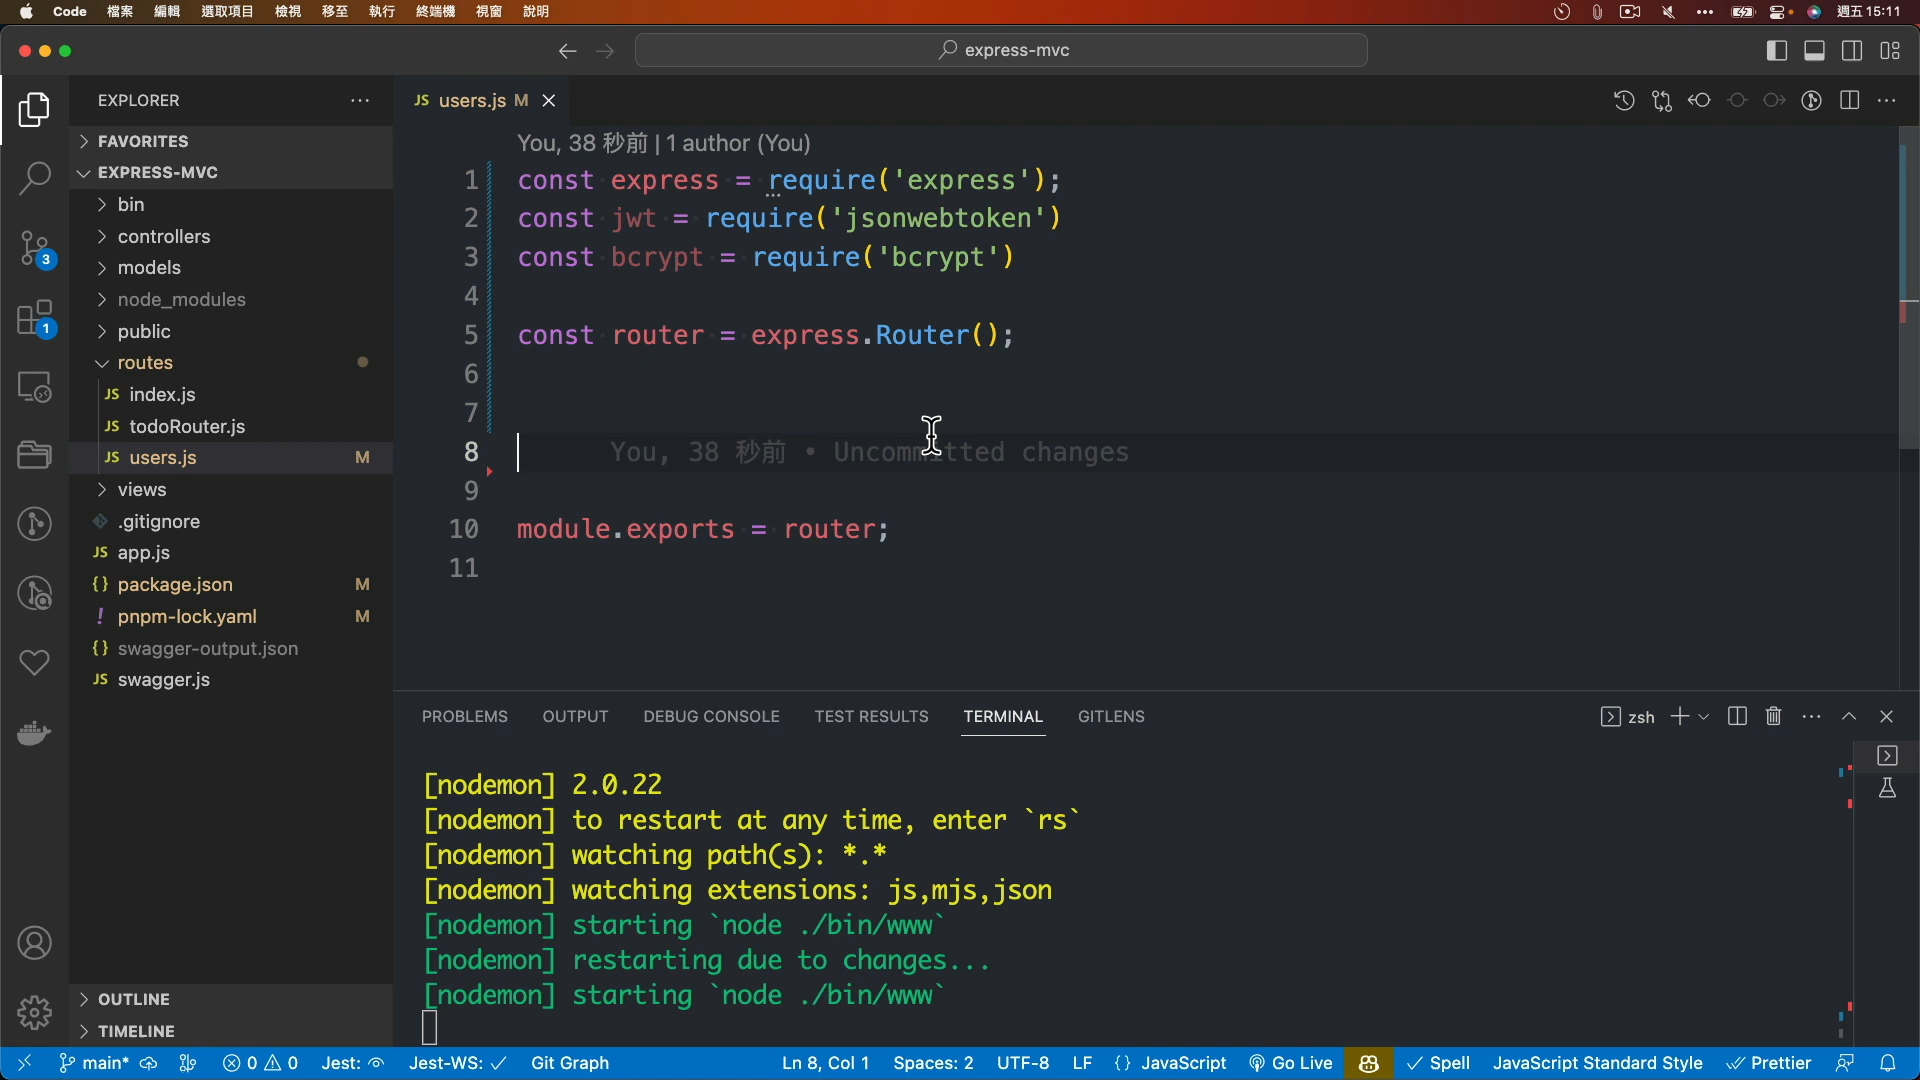 Code 檔案 編輯 選取項目 檢視 移至 執行 終端機 視窗 說明 週五 15:11
express-mvc
EXPLORER
FAVORITES
EXPRESS-MVC
bin
controllers
models
node_modules
public
routes
JS index.js
JS todoRouter.js
JS users.js M
views
.gitignore
JS app.js
{} package.json M
! pnpm-lock.yaml M
{} swagger-output.json
JS swagger.js
OUTLINE
TIMELINE
3
1
JS users.js M
You, 38 秒前 | 1 author (You)
1 const express = require('express');
2 const jwt = require('jsonwebtoken')
3 const bcrypt = require('bcrypt')
4
5 const router = express.Router();
6
7
8 You, 38 秒前 • Uncommitted changes
9
10 module.exports = router;
11
PROBLEMS OUTPUT DEBUG CONSOLE TEST RESULTS TERMINAL GITLENS zsh
[nodemon] 2.0.22
[nodemon] to restart at any time, enter `rs`
[nodemon] watching path(s): *.*
[nodemon] watching extensions: js,mjs,json
[nodemon] starting `node ./bin/www`
[nodemon] restarting due to changes...
[nodemon] starting `node ./bin/www`
main* 0 0 Jest: Jest-WS: Git Graph Ln 8, Col 1 Spaces: 2 UTF-8 LF {} JavaScript Go Live Spell JavaScript Standard Style Prettier